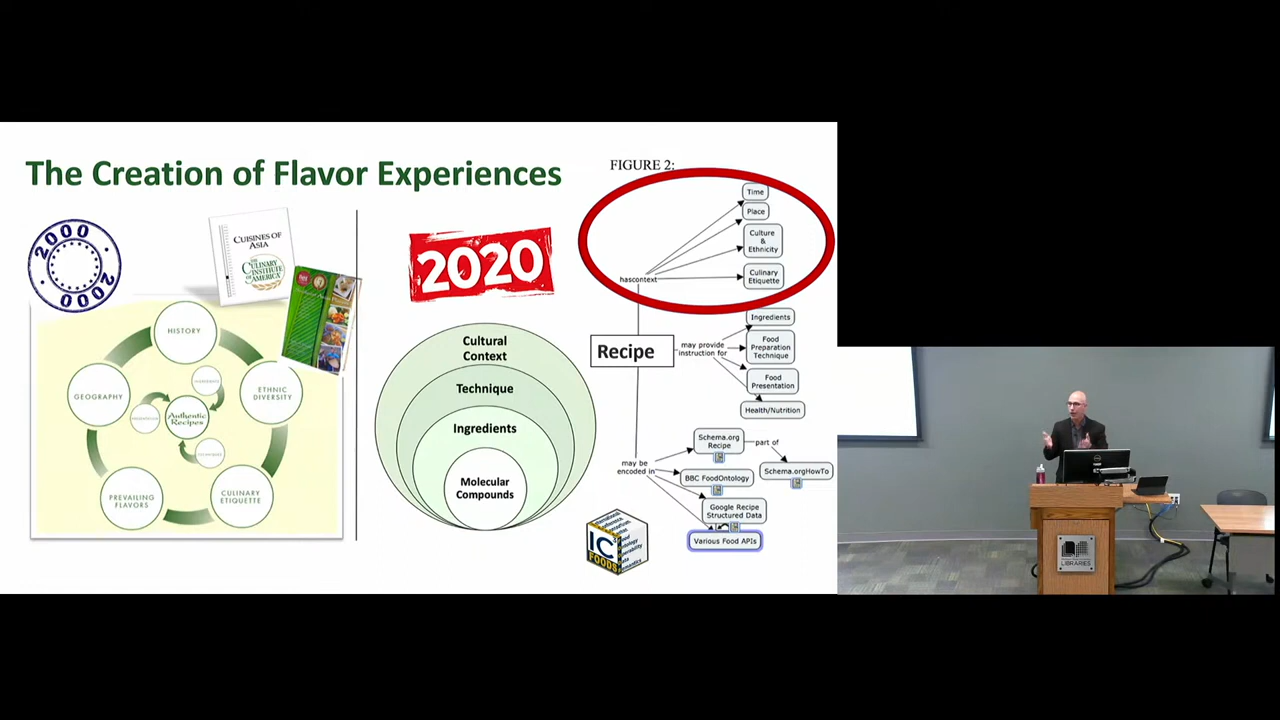 The Creation of Flavor Experiences
2000
2000
CUISINES OF
ASIA
THE
CULINARY
INSTITUTE OF
AMERICA
HISTORY
GEOGRAPHY
ETHNIC
DIVERSITY
INGREDIENTS
PRESENTATION
Authentic
Recipes
TECHNIQUES
PREVAILING
FLAVORS
CULINARY
ETIQUETTE
2020
Cultural
Context
Technique
Ingredients
Molecular
Compounds
FIGURE 2:
Time
Place
Culture
&
Ethnicity
Culinary
Etiquette
hascontext
Recipe
may provide
instruction for
Ingredients
Food
Preparation
Technique
Food
Presentation
Health/Nutrition
may be
encoded in
Schema.org
Recipe
part of
Schema.orgHowTo
BBC FoodOntology
Google Recipe
Structured Data
Various Food APIs
IC
FOODS
LIBRARIES